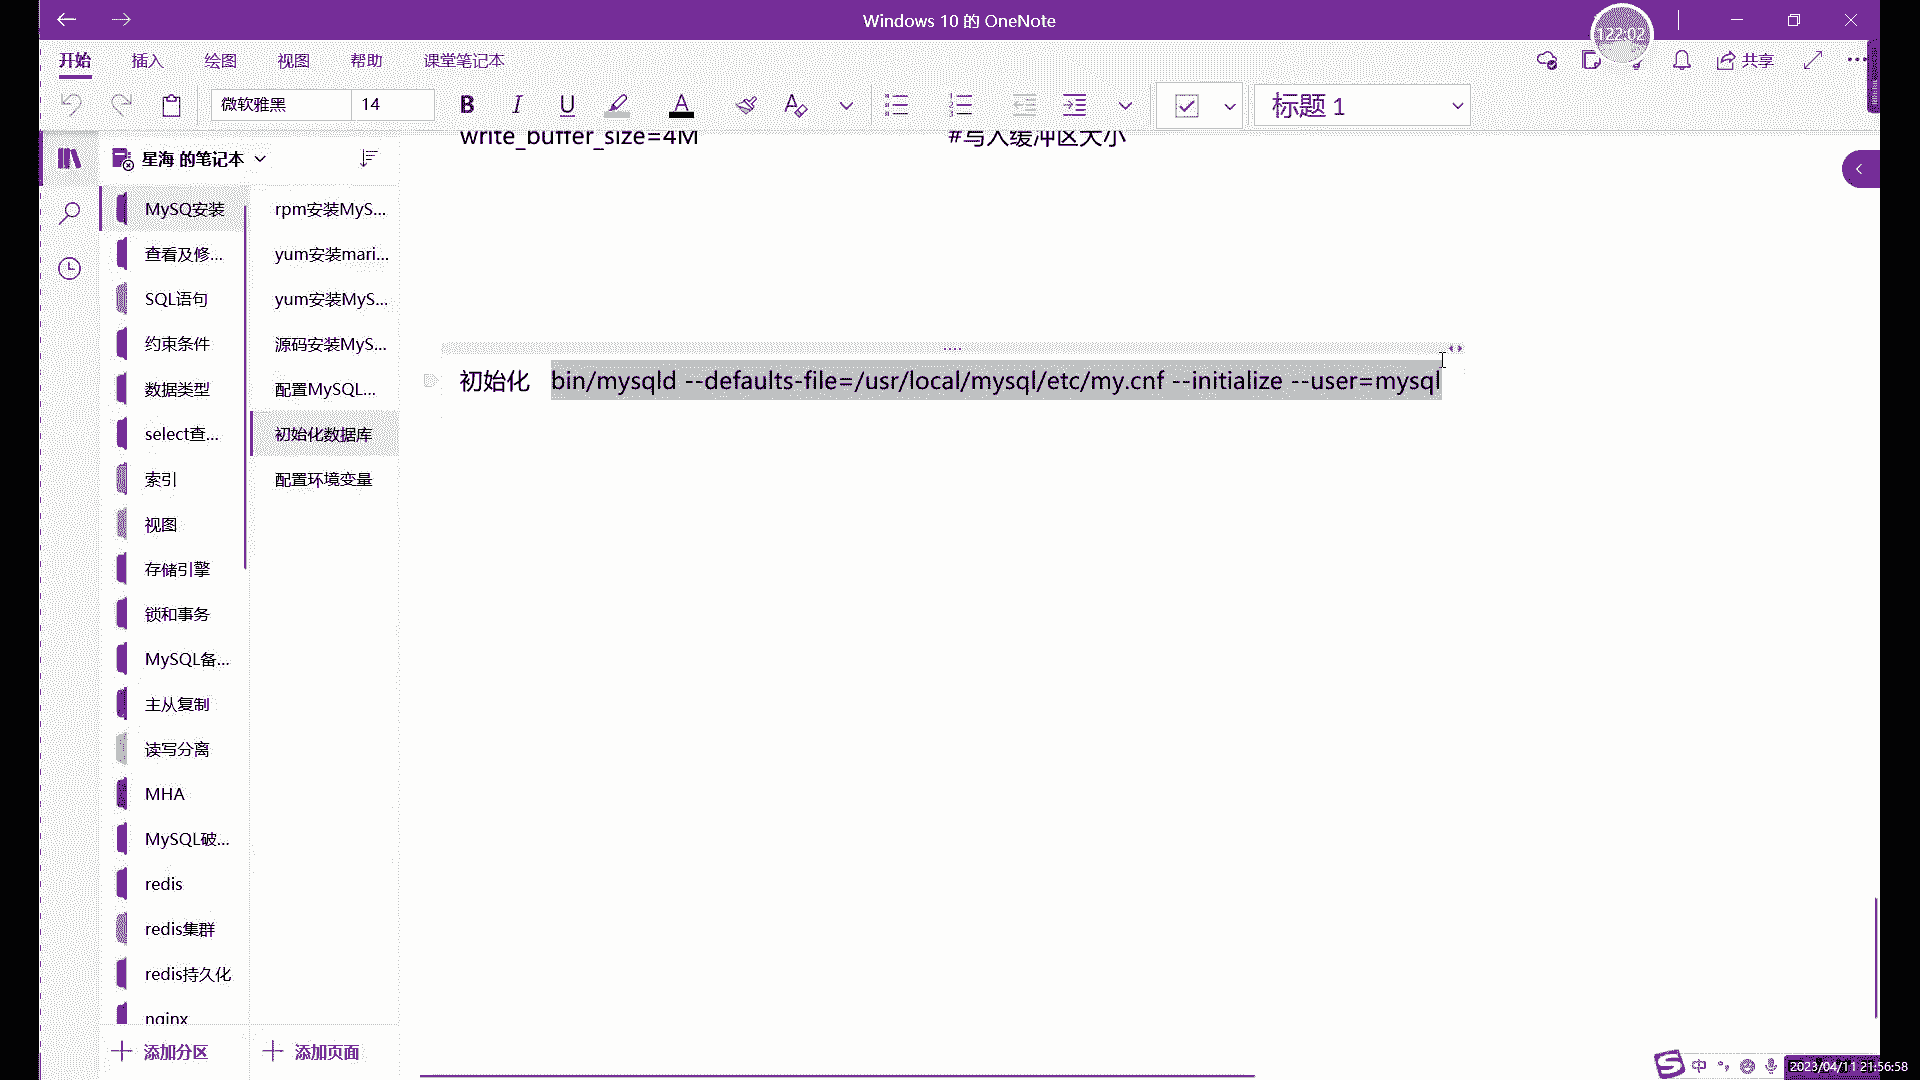 Windows 10 的 OneNote
122:02
开始 插入 绘图 视图 帮助 课堂笔记本
共享
微软雅黑 14 B I U A 标题 1
write_buffer_size=4M #写入缓冲区大小
星海 的笔记本
MySQ安装
查看及修...
SQL语句
约束条件
数据类型
select查...
索引
视图
存储引擎
锁和事务
MySQL备...
主从复制
读写分离
MHA
MySQL破...
redis
redis集群
redis持久化
nginx
添加分区
rpm安装MyS...
yum安装mari...
yum安装MyS...
源码安装MyS...
配置MySQL...
初始化数据库
配置环境变量
添加页面
初始化 bin/mysqld --defaults-file=/usr/local/mysql/etc/my.cnf --initialize --user=mysql
中
2023/04/11 21:56:58